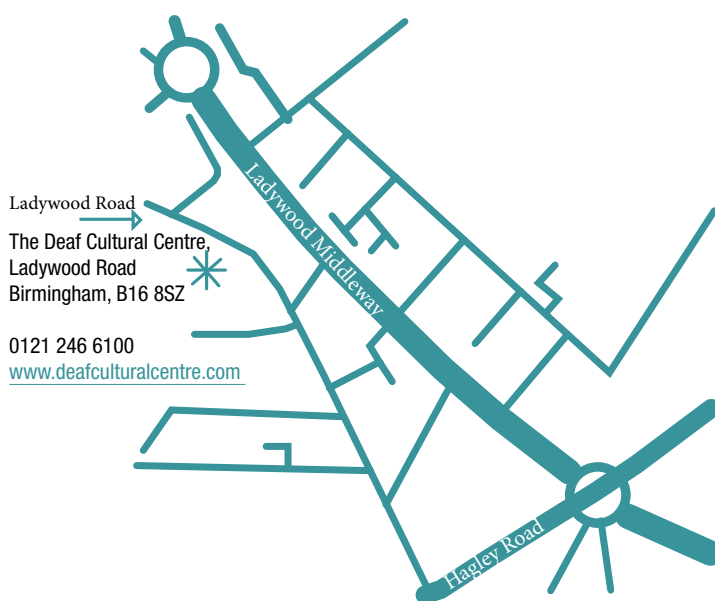 Ladywood Road
The Deaf Cultural Centre,
Ladywood Road
Birmingham, B16 8SZ
0121 246 6100
www.deafculturalcentre.com
Ladywood Middleway
Hagley Road